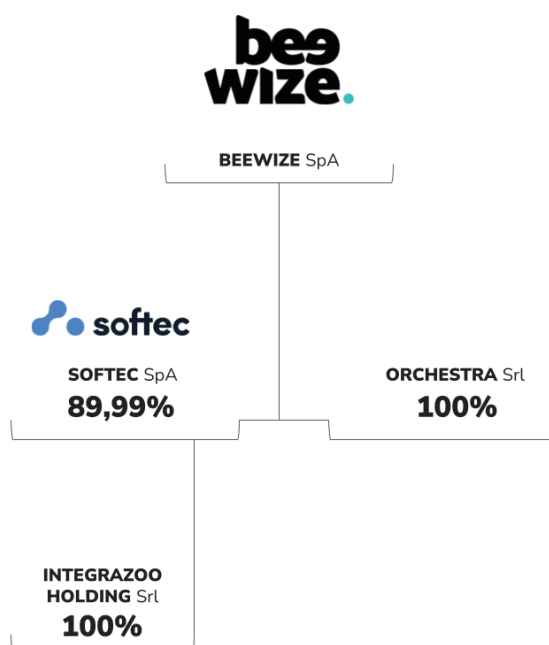 bee
wize.
BEEWIZE SpA
softec
SOFTEC SpA
89,99%
ORCHESTRA Srl
100%
INTEGRAZOO
HOLDING Srl
100%